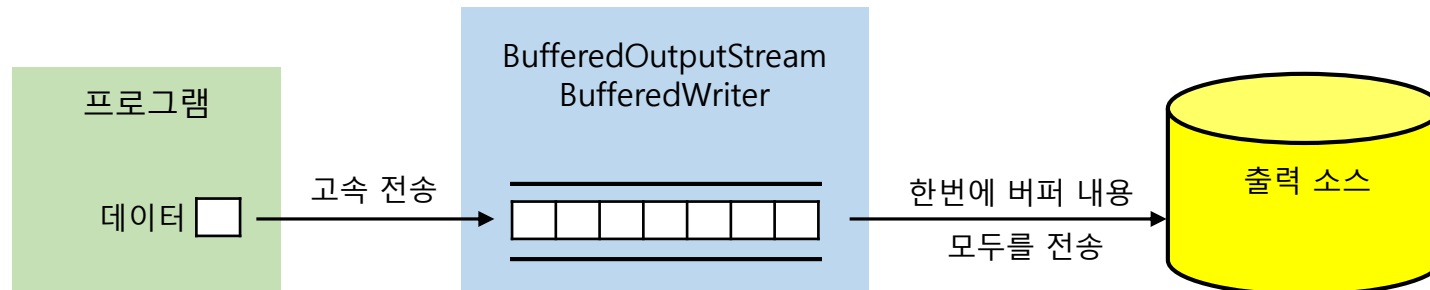 프로그램
데이터
고속 전송
BufferedOutputStream
BufferedWriter
한번에 버퍼 내용
모두를 전송
출력 소스